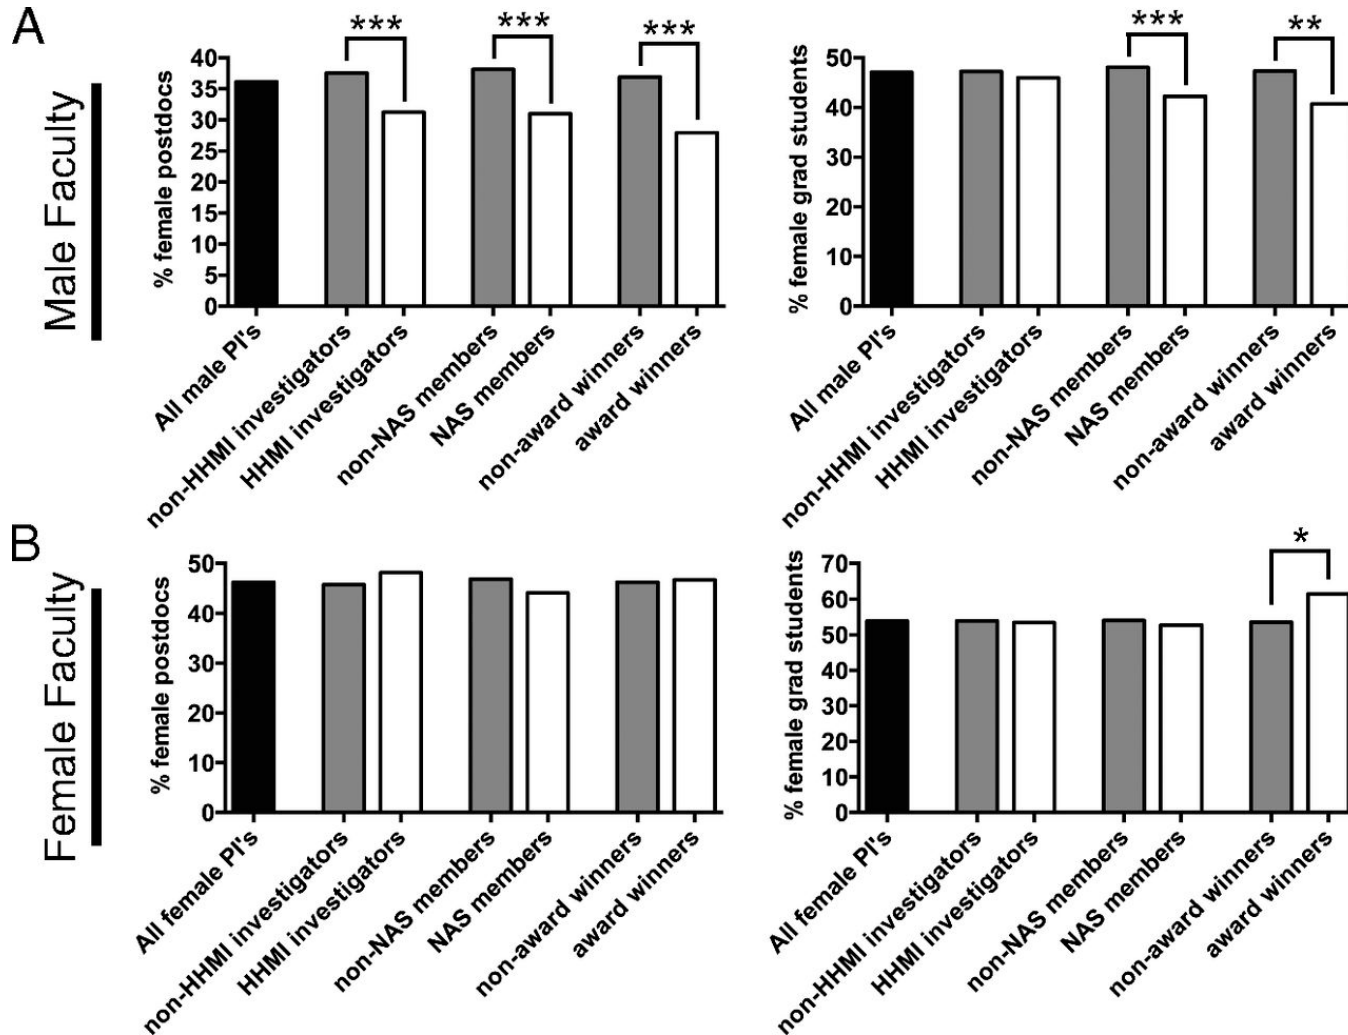 A
Male Faculty
% female postdocs
40
35
30
25
20
15
10
5
0
***
***
***
All male PI's
non-HHMI investigators
HHMI investigators
non-NAS members
NAS members
non-award winners
award winners
% female grad students
50
40
30
20
10
0
***
**
All male PI's
non-HHMI investigators
HHMI investigators
non-NAS members
NAS members
non-award winners
award winners
B
Female Faculty
% female postdocs
50
40
30
20
10
0
All female PI's
non-HHMI investigators
HHMI investigators
non-NAS members
NAS members
non-award winners
award winners
% female grad students
70
60
50
40
30
20
10
0
*
All female PI's
non-HHMI investigators
HHMI investigators
non-NAS members
NAS members
non-award winners
award winners